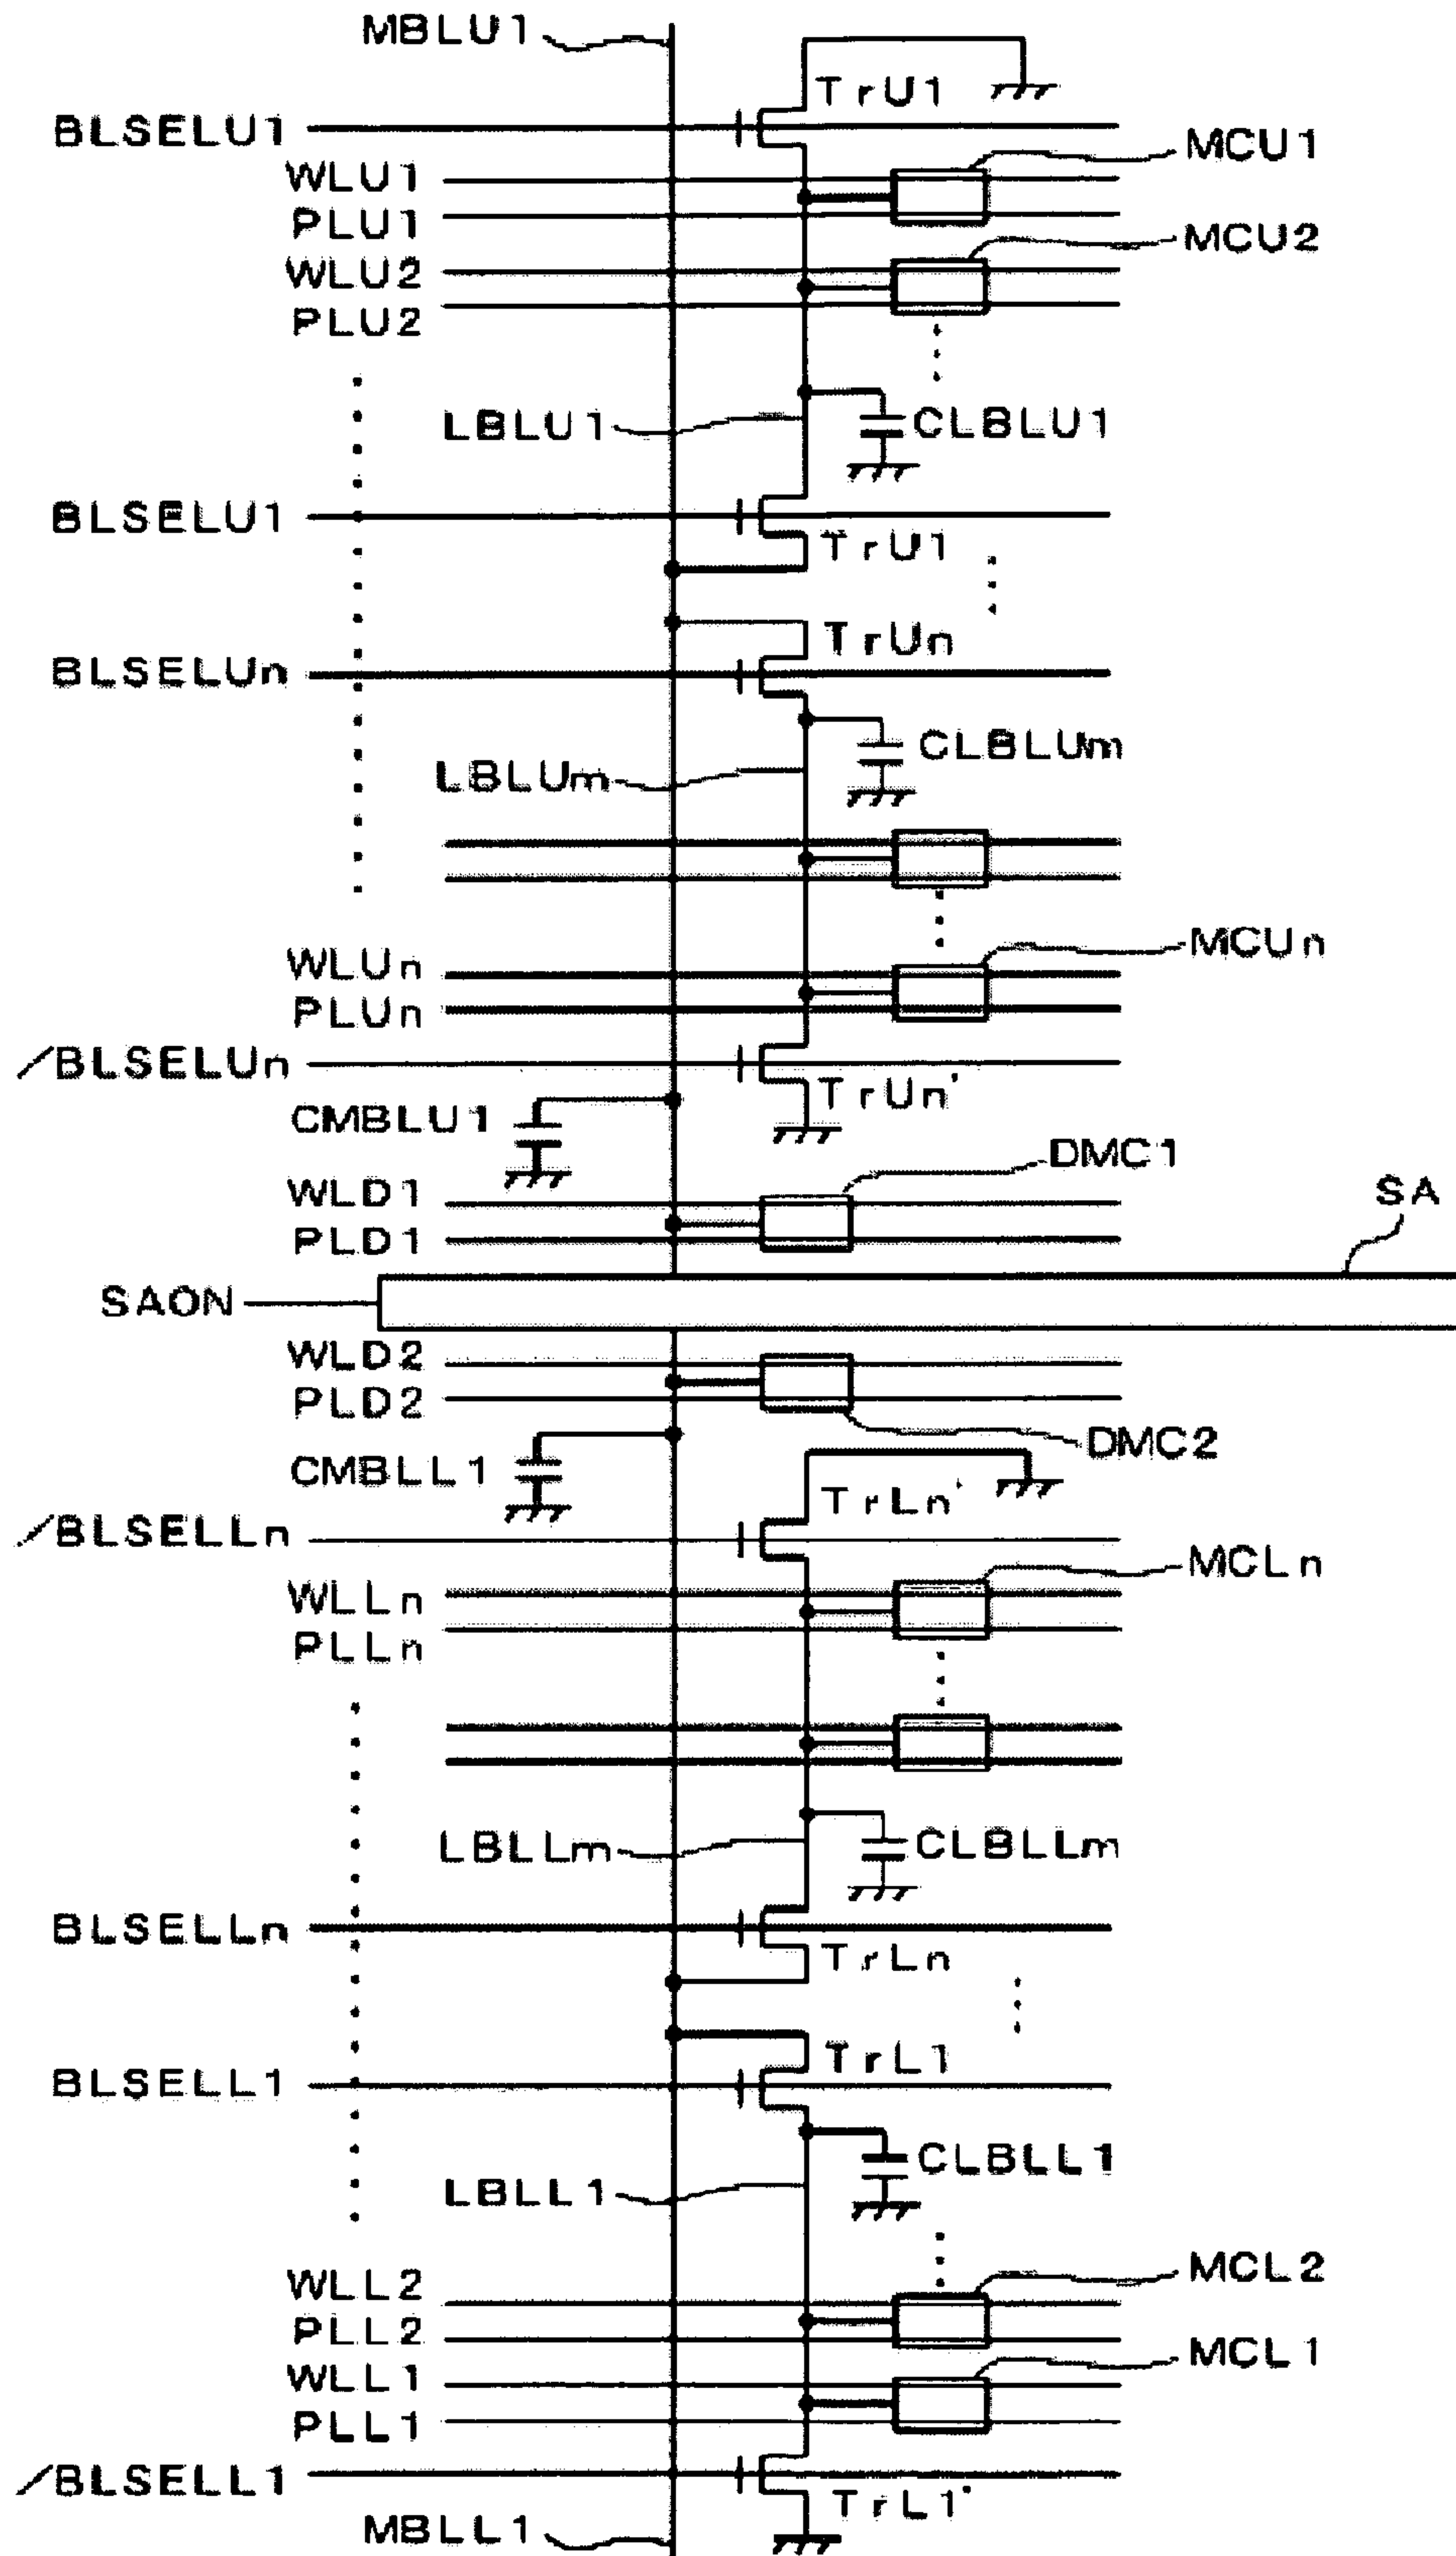 MBLU1
TrU1
BLSELU1
MCU1
WLU1
PLU1
MCU2
WLU2
PLU2
LBLU1
CLBLU1
BLSELU1
TrU1
TrUn
BLSELUn
CLBLUm
LBLUm
MCUn
WLUn
PLUn
/BLSELUn
TrUn'
CMBLU1
DMC1
WLD1
SA
PLD1
SAON
WLD2
PLD2
DMC2
CMBLL1
TrLn'
/BLSELLn
MCLn
WLLn
PLLn
LBLLm
CLBLLm
BLSELLn
TrLn
TrL1
BLSELL1
CLBLL1
LBLL1
MCL2
WLL2
PLL2
MCL1
WLL1
PLL1
/BLSELL1
TrL1'
MBLL1